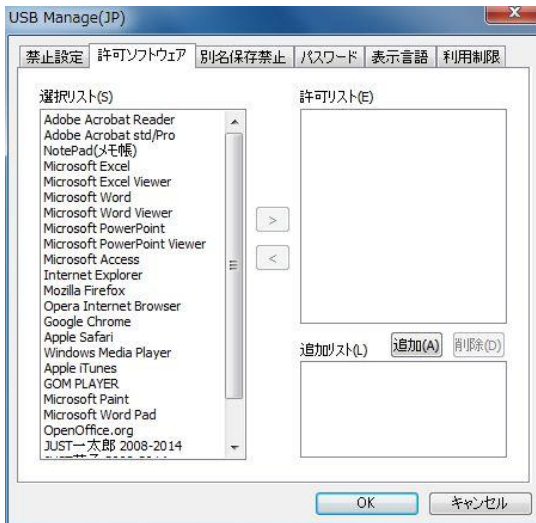 USB Manage(JP)
禁止設定 許可ソフトウェア 別名保存禁止 パスワード 表示言語 利用制限
選択リスト(S)
許可リスト(E)
Adobe Acrobat Reader
Adobe Acrobat std/Pro
NotePad(メモ帳)
Microsoft Excel
Microsoft Excel Viewer
Microsoft Word
Microsoft Word Viewer
Microsoft PowerPoint
Microsoft PowerPoint Viewer
Microsoft Access
Internet Explorer
Mozilla Firefox
Opera Internet Browser
Google Chrome
Apple Safari
Windows Media Player
Apple iTunes
GOM PLAYER
Microsoft Paint
Microsoft Word Pad
OpenOffice.org
JUST一太郎 2008-2014
>
<
追加リスト(L) 追加(A) 削除(D)
OK キャンセル